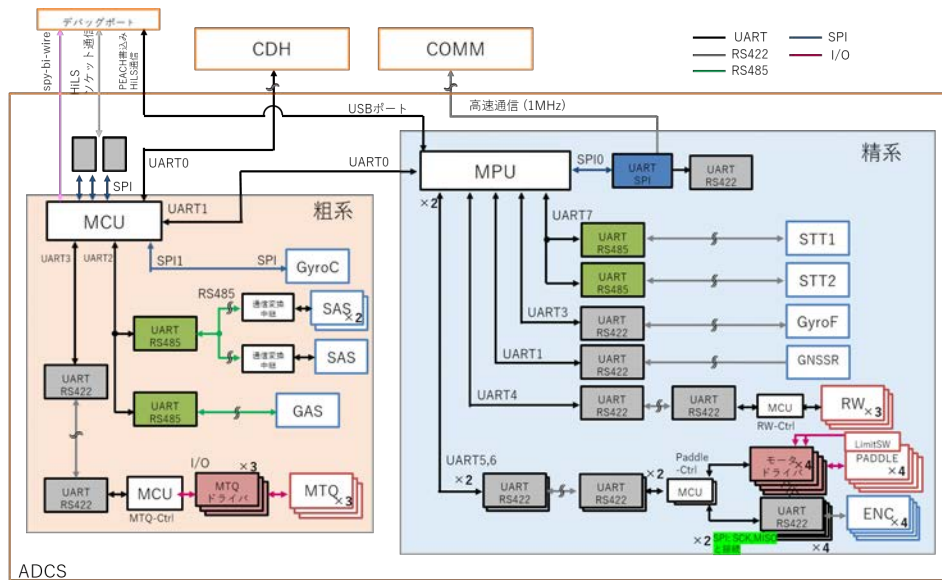 デバッグポート
spy-bi-wire
HiLS
ソケット通信
PEACH書込み
HiLS通信
CDH
COMM
UART
RS422
RS485
SPI
I/O
USBポート
高速通信 (1MHz)
UART0
UART0
SPI
MCU
UART1
粗系
UART3
UART2
SPI1
SPI
GyroC
RS485
UART
RS485
通信変換
中継
SAS
×2
通信変換
中継
SAS
UART
RS422
UART
RS485
GAS
UART
RS422
MCU
MTQ-Ctrl
I/O
MTQ
ドライバ
×3
MTQ
×3
精系
MPU
×2
SPI0
UART
SPI
UART
RS422
UART7
UART
RS485
STT1
UART
RS485
STT2
UART3
UART
RS422
GyroF
UART1
UART
RS422
GNSSR
UART4
UART
RS422
UART
RS422
MCU
RW-Ctrl
RW
×3
UART5,6
×2
UART
RS422
UART
RS422
×2
Paddle
-Ctrl
MCU
モータ
ドライバ
×4
LimitSW
PADDLE
×4
×2
SPI: SCK,MISO
と接続
UART
RS422
×4
ENC
×4
ADCS